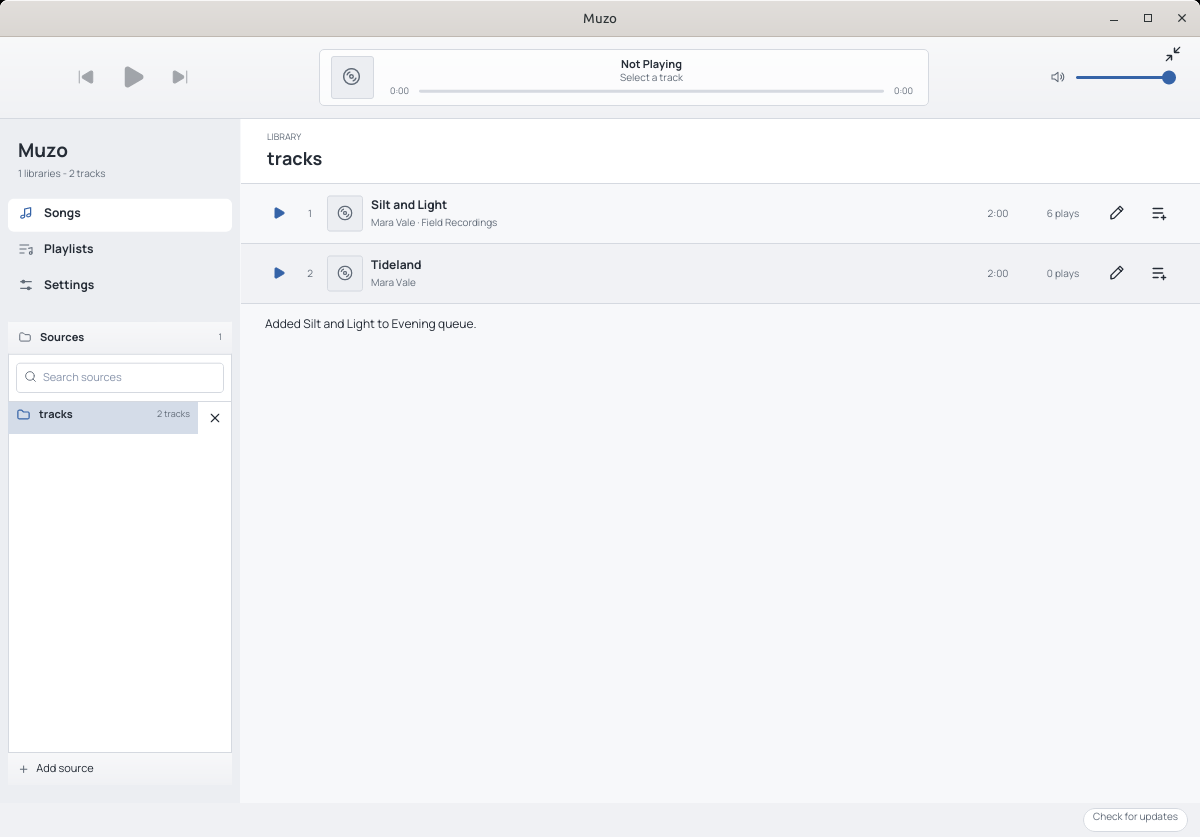 Muzo
Not Playing
Select a track
0:00
0:00
Muzo
1 libraries - 2 tracks
Songs
Playlists
Settings
Sources 1
Search sources
tracks 2 tracks
Add source
LIBRARY
tracks
1 Silt and Light 2:00 6 plays
Mara Vale · Field Recordings
2 Tideland 2:00 0 plays
Mara Vale
Added Silt and Light to Evening queue.
Check for updates